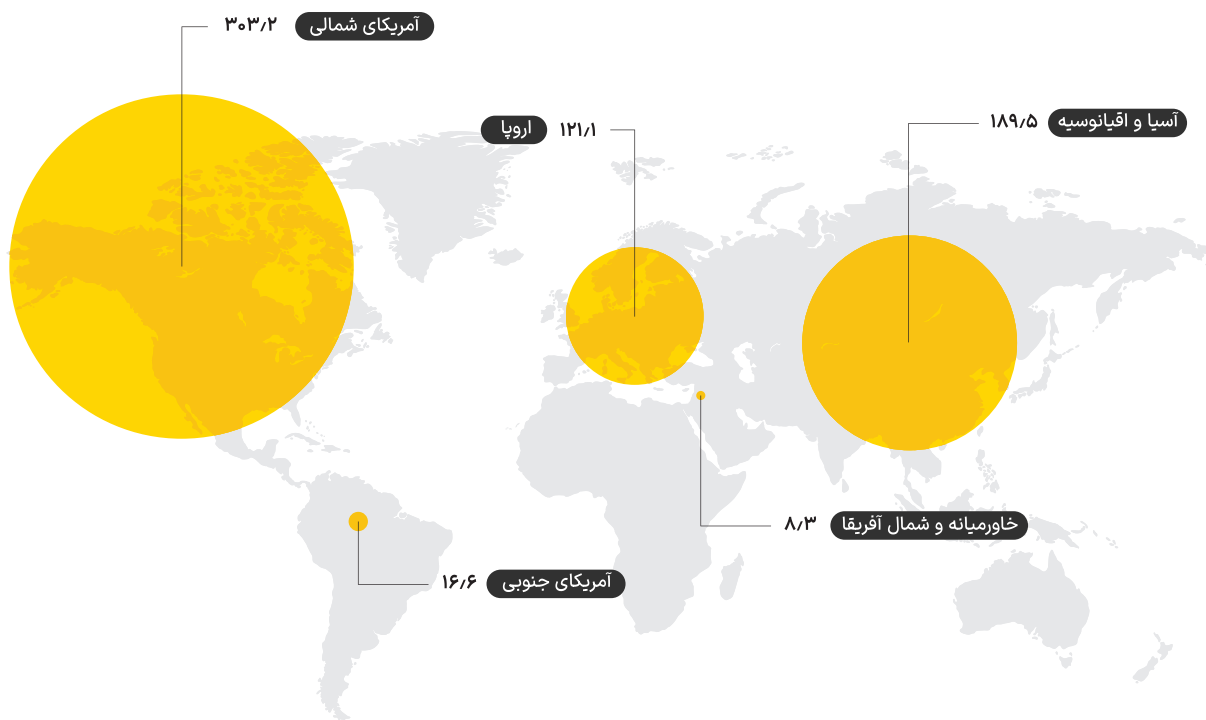 آمریکای شمالی ۳۰۳٫۲
آسیا و اقیانوسیه ۱۸۹٫۵
اروپا ۱۲۱٫۱
خاورمیانه و شمال آفریقا ۸٫۳
آمریکای جنوبی ۱۶٫۶